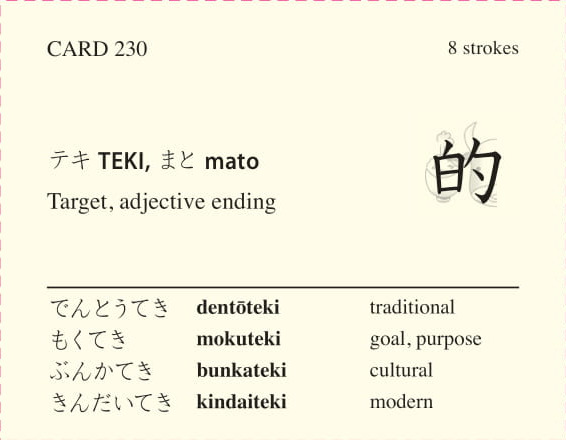 CARD 230 8 strokes
テキ TEKI, まと mato
的
Target, adjective ending
でんとうてき dentōteki traditional
もくてき mokuteki goal, purpose
ぶんかてき bunkateki cultural
きんだいてき kindaiteki modern